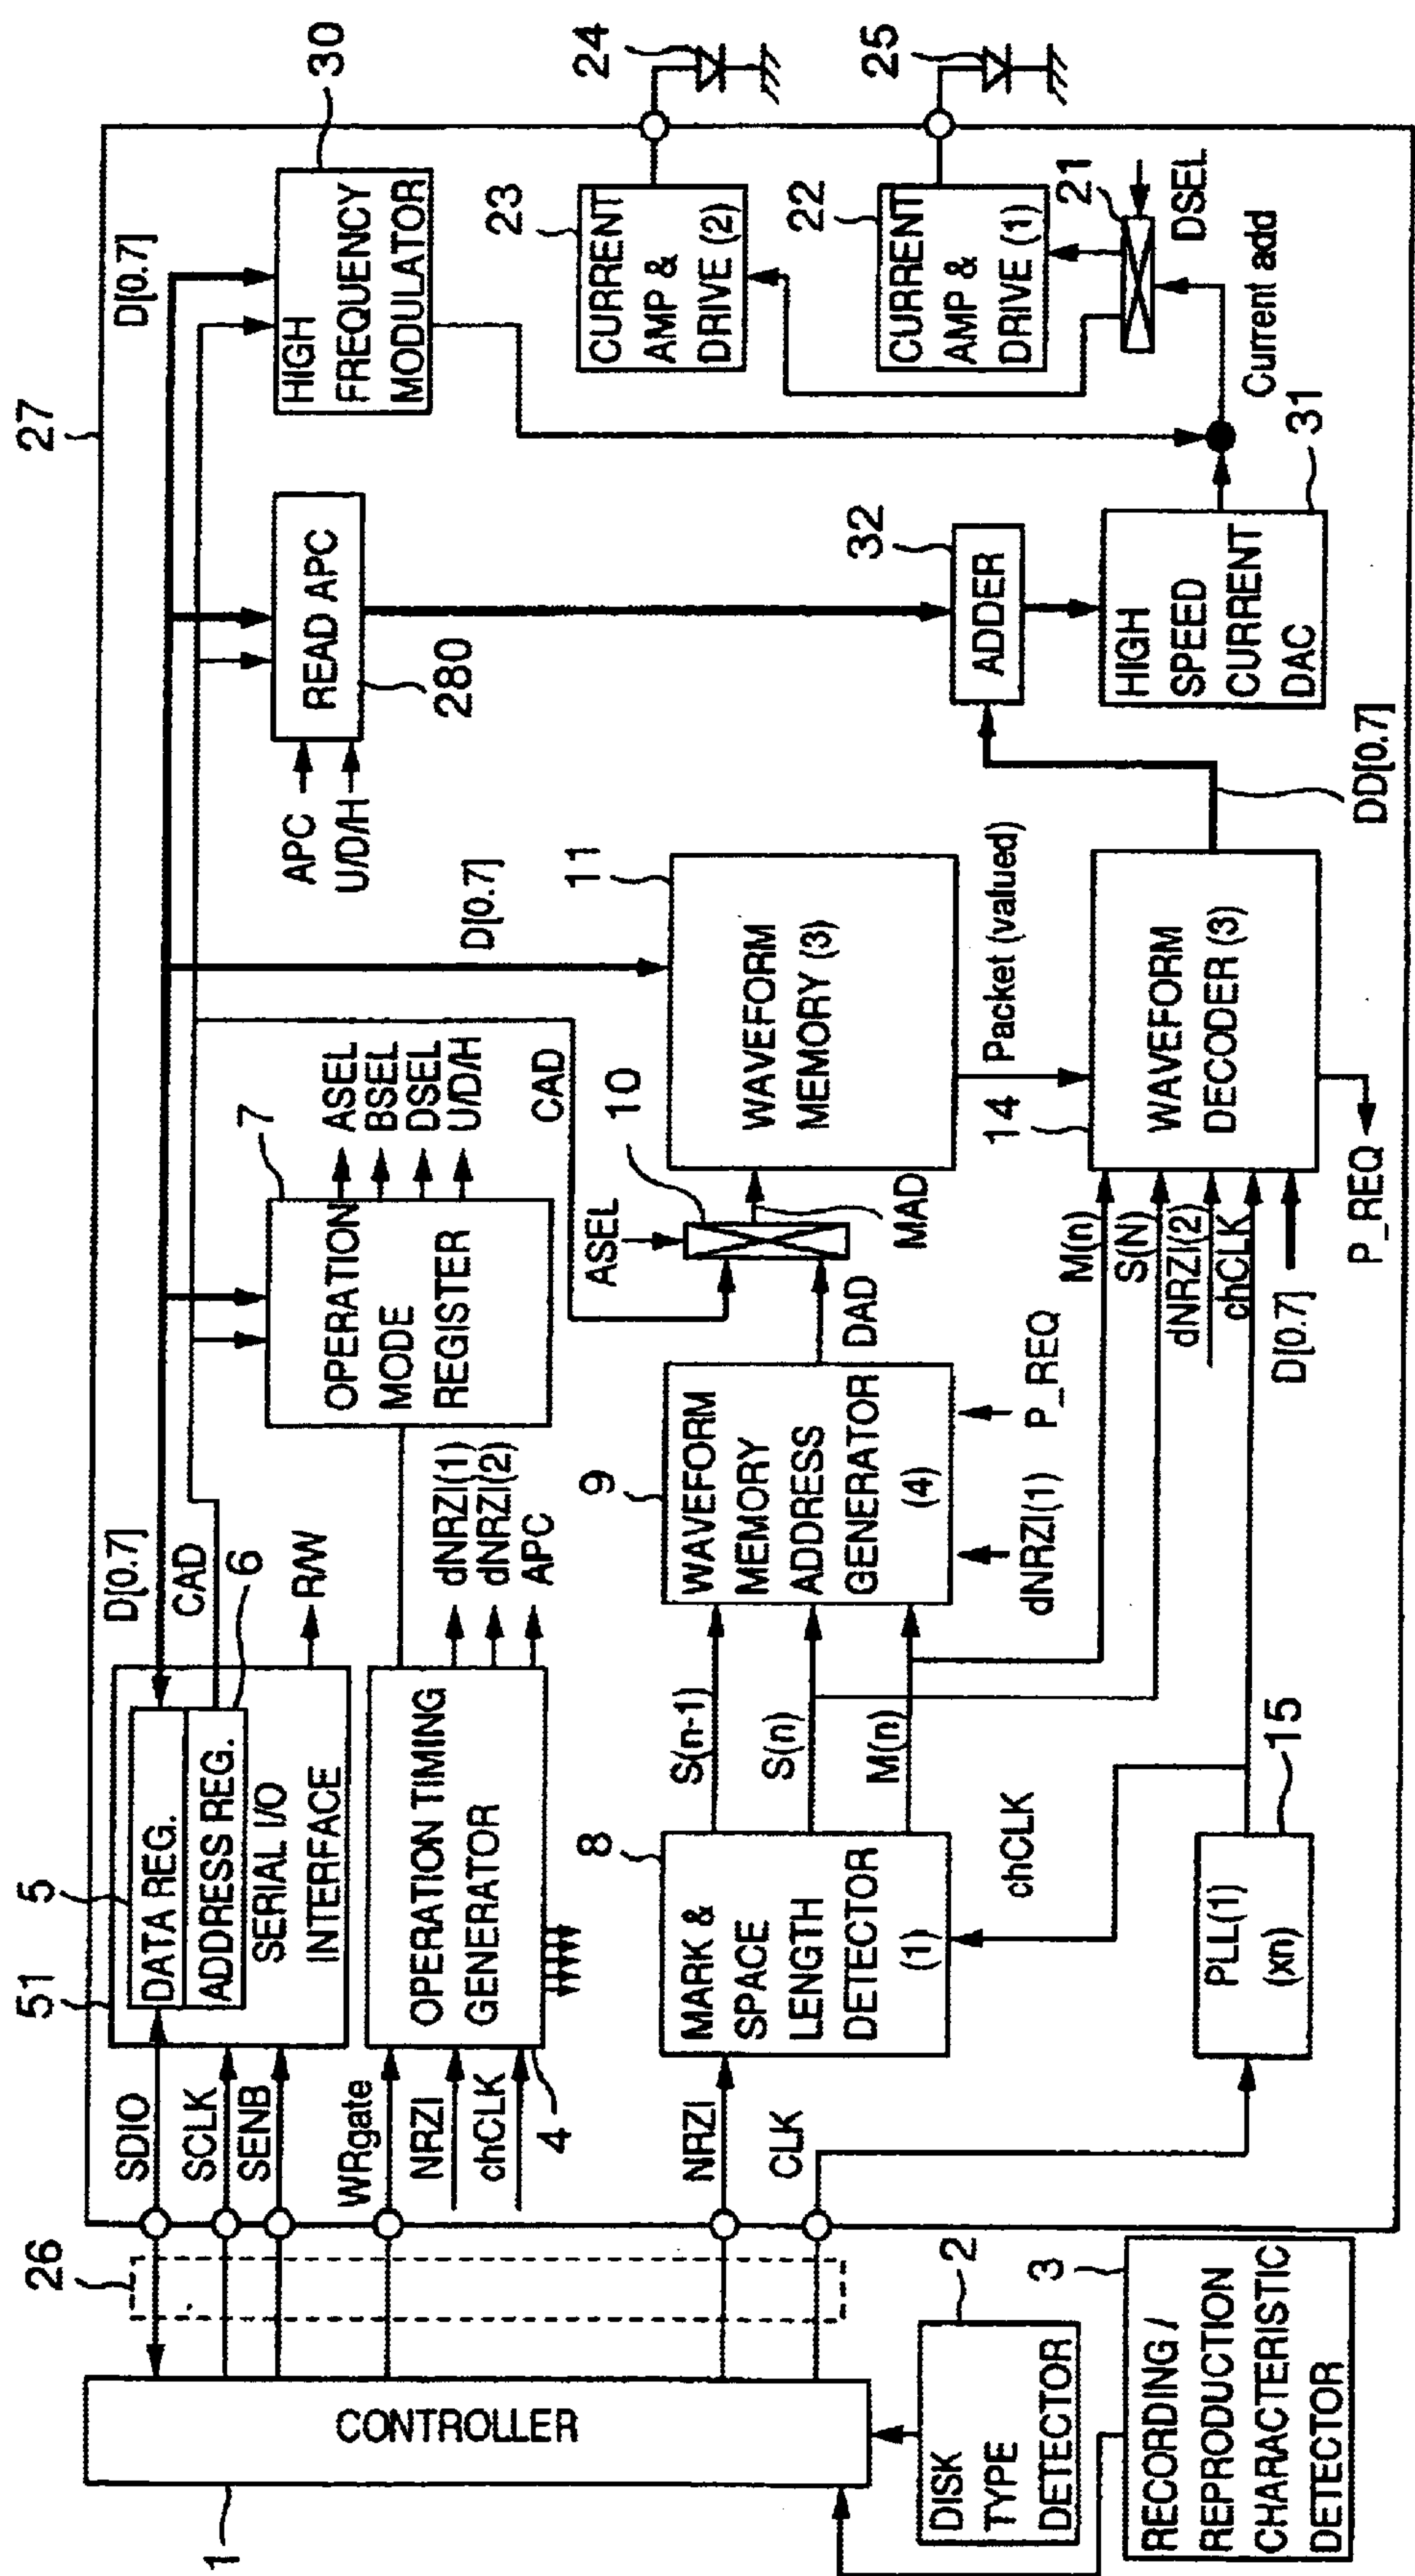 27
30
24
25
1
CONTROLLER
26
2
DISK
TYPE
DETECTOR
3
RECORDING /
REPRODUCTION
CHARACTERISTIC
DETECTOR
SDIO
SCLK
SENB
WRgate
NRZI
chCLK
4
NRZI
CLK
51
5
DATA REG.
ADDRESS REG.
SERIAL I/O
INTERFACE
D[0.7]
CAD
6
R/W
OPERATION TIMING
GENERATOR
dNRZI(1)
dNRZI(2)
APC
7
OPERATION
MODE
REGISTER
ASEL
BSEL
DSEL
U/D/H
CAD
8
MARK &
SPACE
LENGTH
DETECTOR
(1)
chCLK
S(n-1)
S(n)
M(n)
9
WAVEFORM
MEMORY
ADDRESS
GENERATOR
(4)
dNRZI(1)
P_REQ
DAD
ASEL
10
MAD
D[0.7]
11
WAVEFORM
MEMORY (3)
Packet (valued)
15
PLL(1)
(xn)
M(n)
S(N)
dNRZI(2)
chCLK
D[0.7]
14
WAVEFORM
DECODER (3)
P_REQ
DD[0.7]
APC
U/D/H
READ APC
280
32
ADDER
HIGH
SPEED
CURRENT
DAC
31
D[0.7]
HIGH
FREQUENCY
MODULATOR
23
CURRENT
AMP &
DRIVE (2)
22
CURRENT
AMP &
DRIVE (1)
21
DSEL
Current add